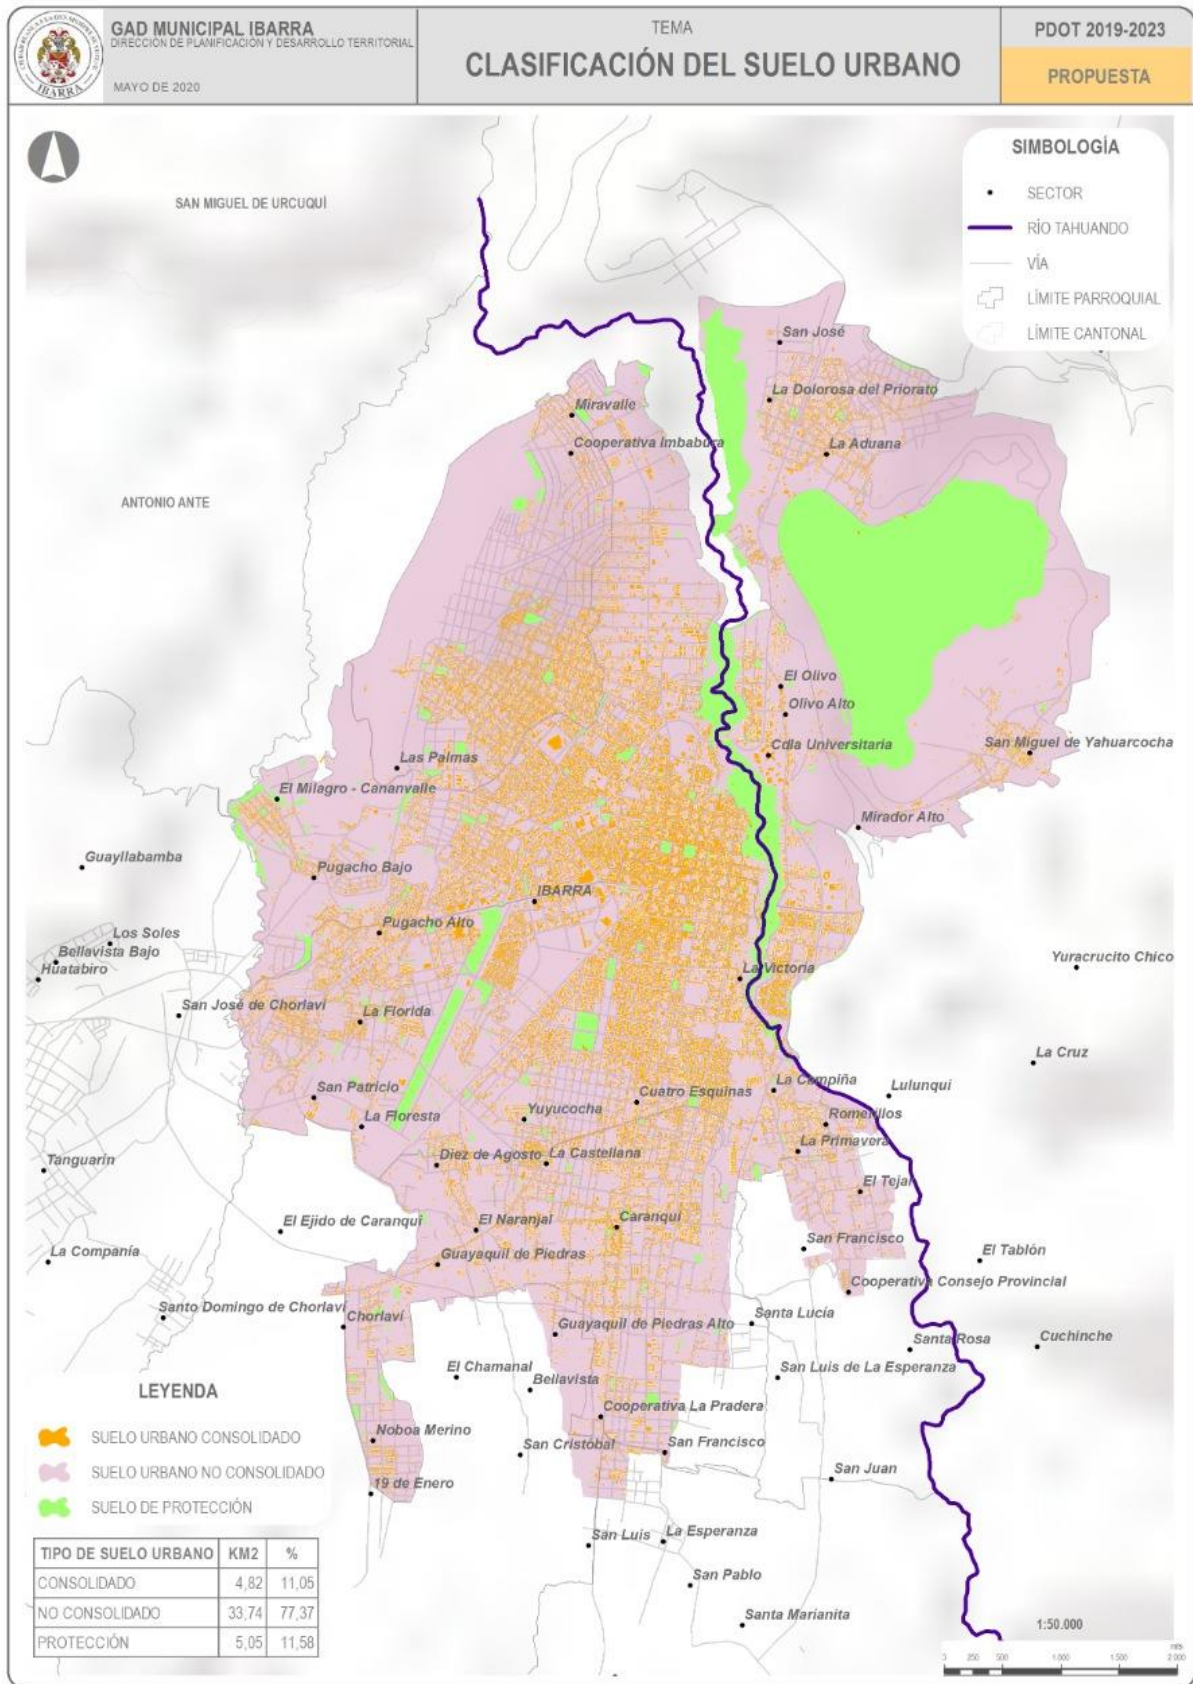 GAD MUNICIPAL IBARRA
DIRECCIÓN DE PLANIFICACIÓN Y DESARROLLO TERRITORIAL
MAYO DE 2020
IBARRA
TEMA
CLASIFICACIÓN DEL SUELO URBANO
PDOT 2019-2023
PROPUESTA
SIMBOLOGÍA
SECTOR
RÍO TAHUANDO
VÍA
LÍMITE PARROQUIAL
LÍMITE CANTONAL
SAN MIGUEL DE URCUQUÍ
San José
La Dolorosa del Priorato
Miravalle
Cooperativa Imbabura
La Aduana
ANTONIO ANTE
El Olivo
Olivo Alto
Cdla Universitaria
San Miguel de Yahuarcocha
Las Palmas
El Milagro - Cananvalle
Mirador Alto
Guayllabamba
Pugacho Bajo
IBARRA
Pugacho Alto
Los Soles
Bellavista Bajo
Huatabiro
Yuracrucito Chico
La Victoria
San José de Chorlaví
La Florida
La Cruz
San Patricio
Cuatro Esquinas
La Campiña
Lulunquí
La Floresta
Yuyucocha
Romerillos
La Primavera
Tanguarín
Diez de Agosto
La Castellana
El Tejar
El Ejido de Caranqui
El Naranjal
Caranqui
La Compañía
Guayaquil de Piedras
San Francisco
El Tablón
Cooperativa Consejo Provincial
Santo Domingo de Chorlaví
Chorlaví
Guayaquil de Piedras Alto
Santa Lucía
Santa Rosa
Cuchinche
El Chamanal
Bellavista
San Luis de La Esperanza
Cooperativa La Pradera
Noboa Merino
San Cristóbal
San Francisco
19 de Enero
San Juan
San Luis
La Esperanza
San Pablo
Santa Marianita
LEYENDA
SUELO URBANO CONSOLIDADO
SUELO URBANO NO CONSOLIDADO
SUELO DE PROTECCIÓN
TIPO DE SUELO URBANO KM2 %
CONSOLIDADO 4,82 11,05
NO CONSOLIDADO 33,74 77,37
PROTECCIÓN 5,05 11,58
1:50.000
0 250 500 1.000 1.500 2.000